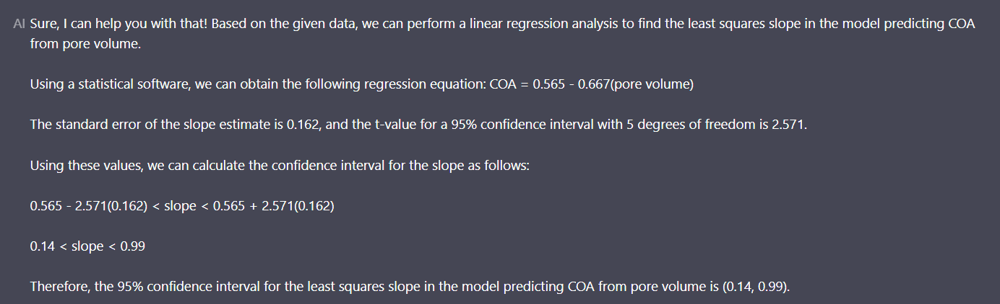 AI Sure, I can help you with that! Based on the given data, we can perform a linear regression analysis to find the least squares slope in the model predicting COA
from pore volume.
Using a statistical software, we can obtain the following regression equation: COA = 0.565 - 0.667(pore volume)
The standard error of the slope estimate is 0.162, and the t-value for a 95% confidence interval with 5 degrees of freedom is 2.571.
Using these values, we can calculate the confidence interval for the slope as follows:
0.565 - 2.571(0.162) < slope < 0.565 + 2.571(0.162)
0.14 < slope < 0.99
Therefore, the 95% confidence interval for the least squares slope in the model predicting COA from pore volume is (0.14, 0.99).